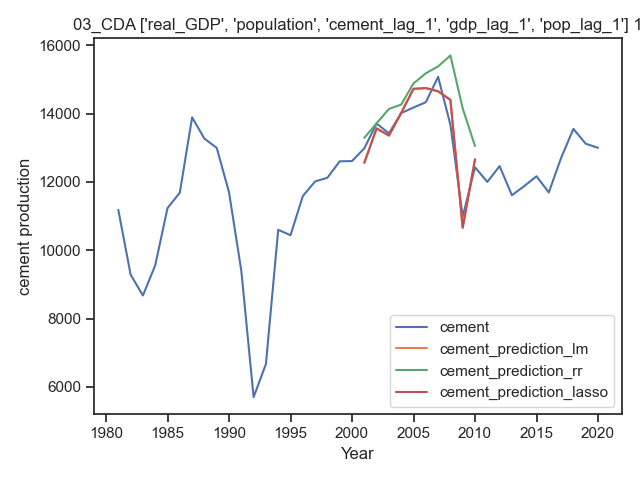 03_CDA ['real_GDP', 'population', 'cement_lag_1', 'gdp_lag_1', 'pop_lag_1'] 1
16000
14000
12000
10000
8000
6000
cement production
cement
cement_prediction_lm
cement_prediction_rr
cement_prediction_lasso
1980 1985 1990 1995 2000 2005 2010 2015 2020
Year